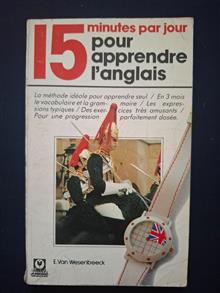 15 minutes par jour
pour
apprendre
l'anglais
La méthode idéale pour apprendre seul / En 3 mois
le vocabulaire et la gram- maire / Les expres-
sions typiques / Des exer- cices très amusants /
Pour une progression parfaitement dosée.
E. Van Wesenbeeck
marabout